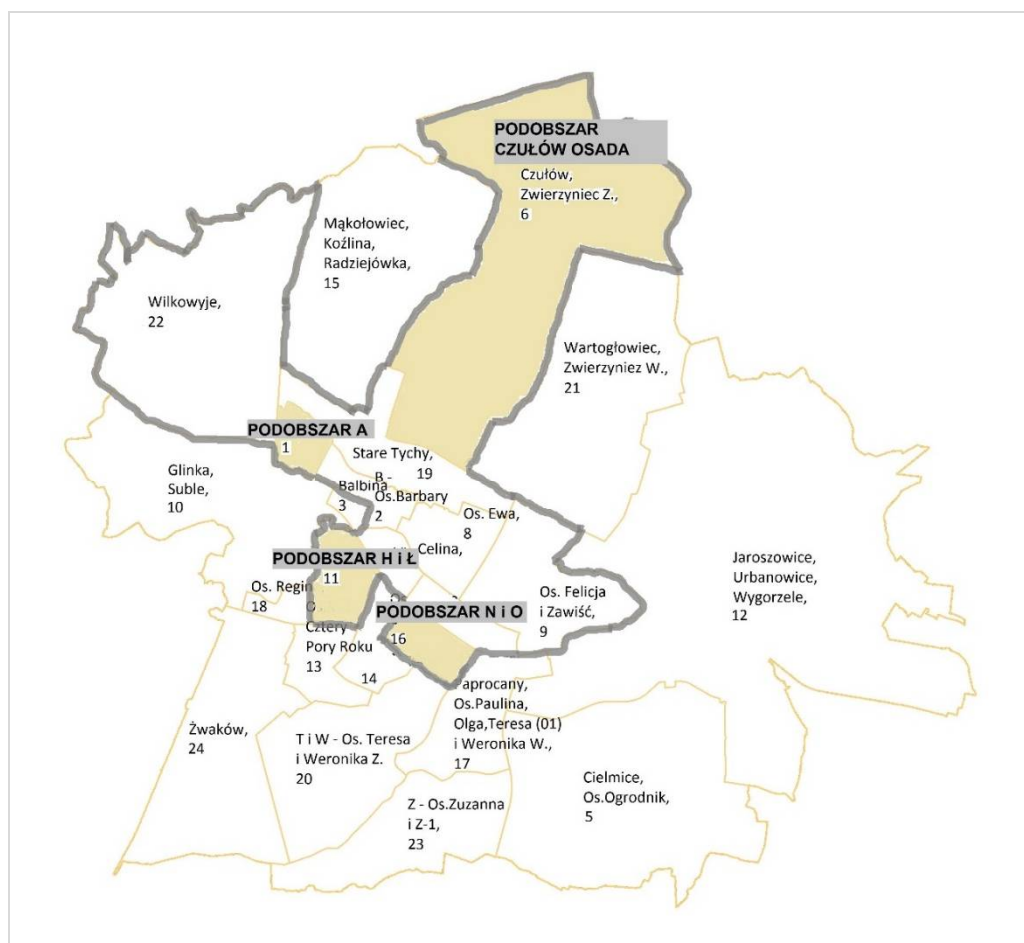 PODOBSZAR
CZUŁÓW OSADA
Czułów,
Zwierzyniec Z.,
6
Mąkołowiec,
Koźlina,
Radziejówka,
15
Wilkowyje,
22
Wartogłowiec,
Zwierzyniez W.,
21
PODOBSZAR A
1
Stare Tychy,
19
Glinka,
Suble,
10
Balbina
3
B -
Os.Barbary
2
Os. Ewa,
8
Celina,
PODOBSZAR H i Ł
11
Jaroszowice,
Urbanowice,
Wygorzele,
12
Os. Regin
18
PODOBSZAR N i O
16
Os. Felicja
i Zawiść,
9
Cztery
Pory Roku
13
14
Paprocany,
Os.Paulina,
Olga,Teresa (01)
i Weronika W.,
17
Żwaków,
24
T i W - Os. Teresa
i Weronika Z.
20
Cielmice,
Os.Ogrodnik,
5
Z - Os.Zuzanna
i Z-1,
23